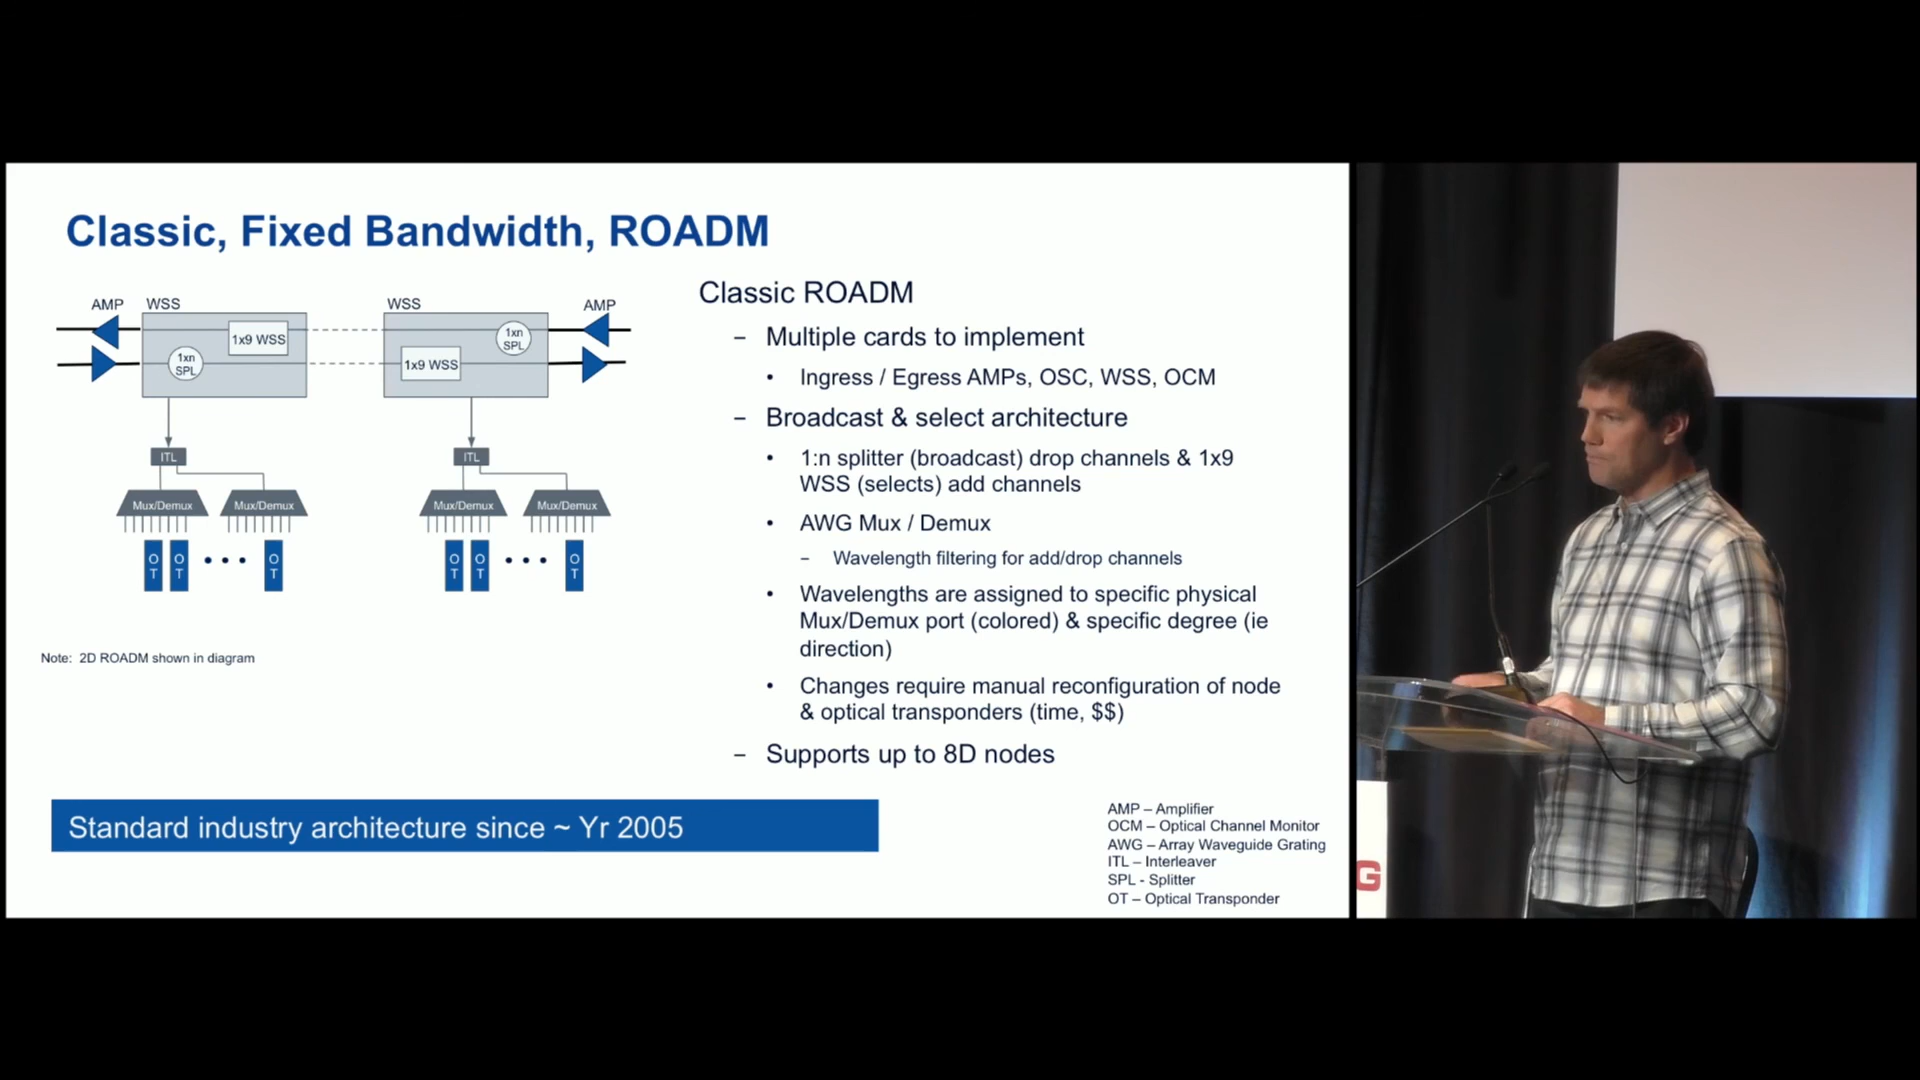 Classic, Fixed Bandwidth, ROADM
AMP
WSS
WSS
AMP
1x9 WSS
1xn
SPL
1xn
SPL
1x9 WSS
ITL
ITL
Mux/Demux
Mux/Demux
Mux/Demux
Mux/Demux
O
T
O
T
• • •
O
T
O
T
O
T
• • •
O
T
Note: 2D ROADM shown in diagram
Classic ROADM
– Multiple cards to implement
• Ingress / Egress AMPs, OSC, WSS, OCM
– Broadcast & select architecture
• 1:n splitter (broadcast) drop channels & 1x9
WSS (selects) add channels
• AWG Mux / Demux
– Wavelength filtering for add/drop channels
• Wavelengths are assigned to specific physical
Mux/Demux port (colored) & specific degree (ie
direction)
• Changes require manual reconfiguration of node
& optical transponders (time, $$)
– Supports up to 8D nodes
Standard industry architecture since ~ Yr 2005
AMP – Amplifier
OCM – Optical Channel Monitor
AWG – Array Waveguide Grating
ITL – Interleaver
SPL - Splitter
OT – Optical Transponder
G